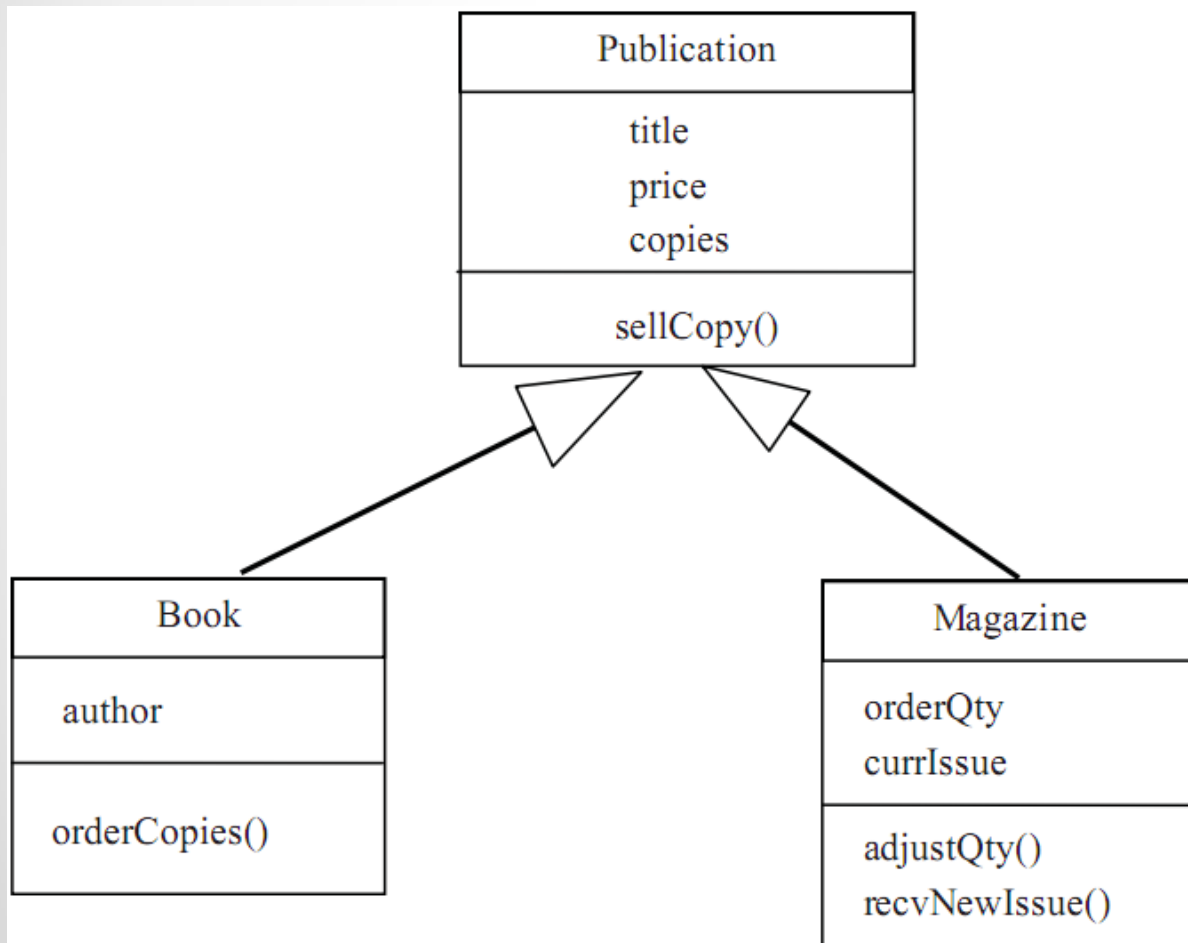 Publication
title
price
copies
sellCopy()
Book
author
orderCopies()
Magazine
orderQty
currIssue
adjustQty()
recvNewIssue()